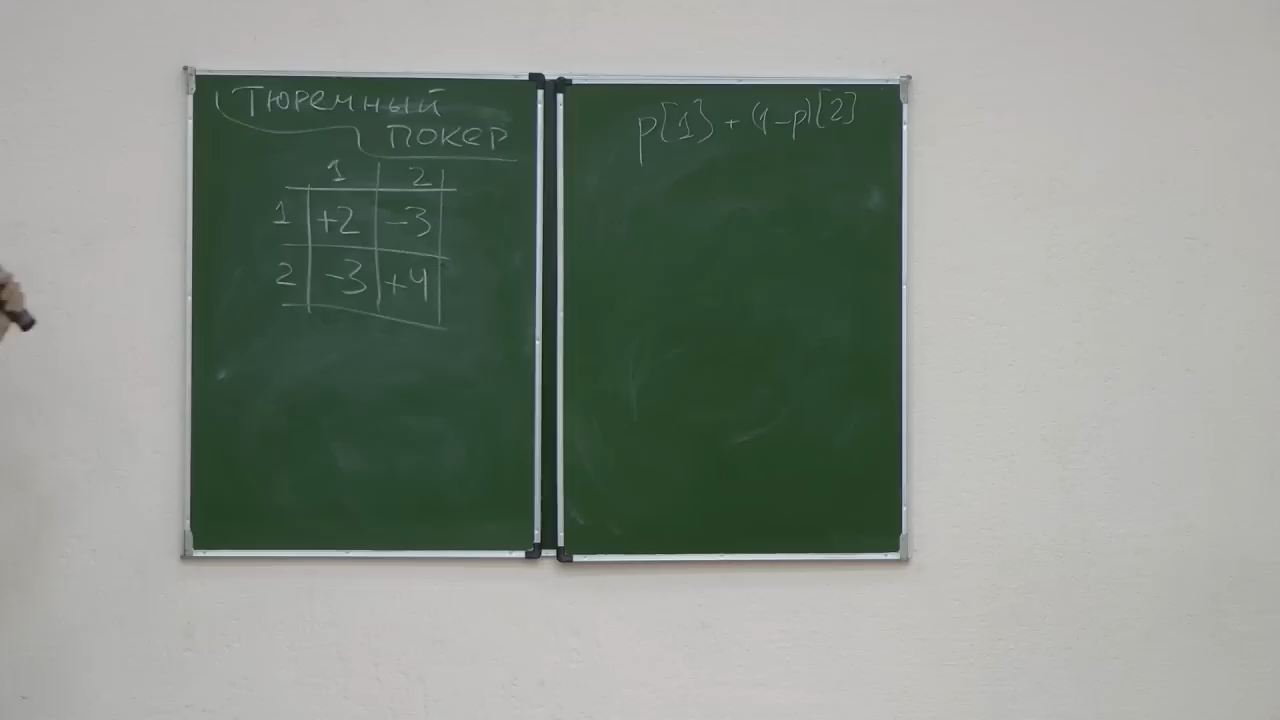 Тюремный
покер
1 2
1 +2 -3
2 -3 +4
p[1] + (1-p)[2]